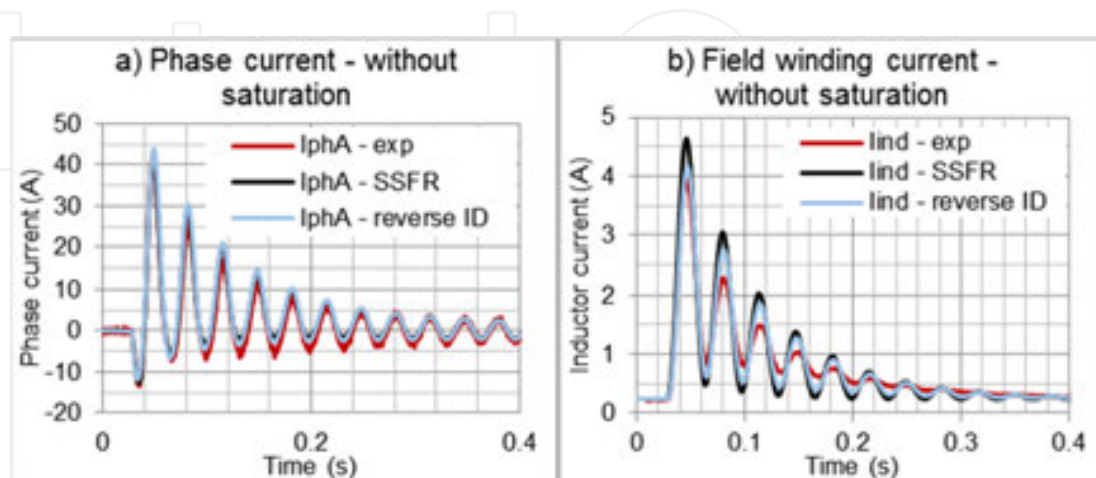 a) Phase current - without
saturation
50
40
30
20
10
0
-10
-20
Phase current (A)
IphA - exp
IphA - SSFR
IphA - reverse ID
0
0.2
0.4
Time (s)
b) Field winding current -
without saturation
5
4
3
2
1
0
Inductor current (A)
Iind - exp
Iind - SSFR
Iind - reverse ID
0
0.1
0.2
0.3
0.4
Time (s)